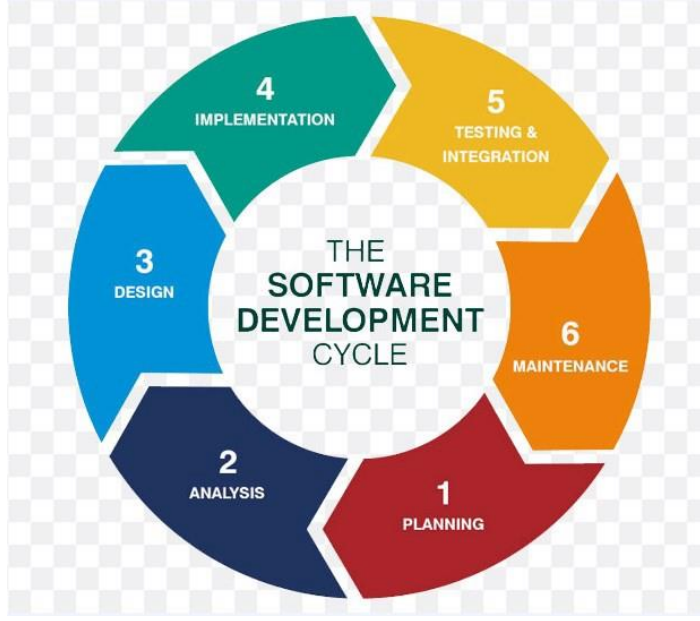 THE
SOFTWARE
DEVELOPMENT
CYCLE
1
PLANNING
2
ANALYSIS
3
DESIGN
4
IMPLEMENTATION
5
TESTING &
INTEGRATION
6
MAINTENANCE